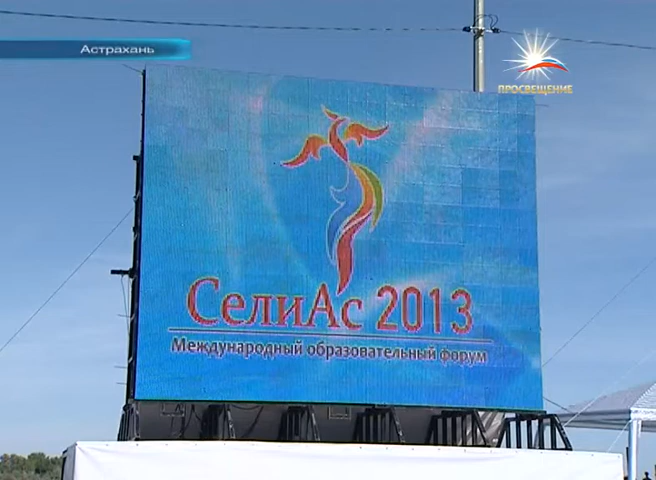 Астрахань
ПРОСВЕЩЕНИЕ
СелиАс 2013
Международный образовательный форум